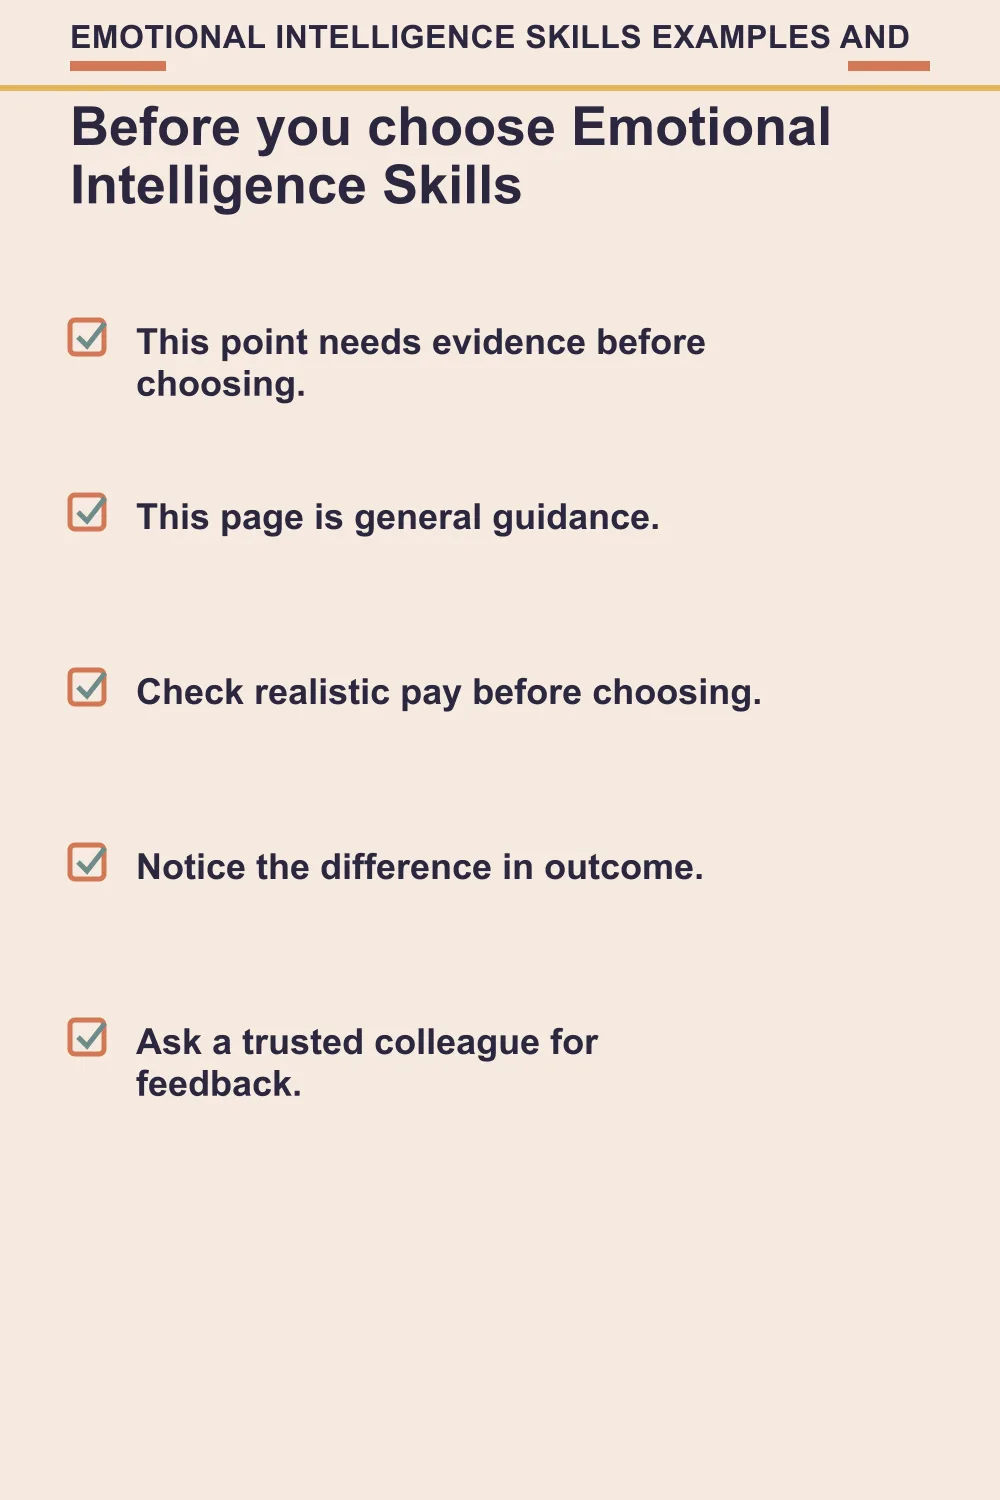 EMOTIONAL INTELLIGENCE SKILLS EXAMPLES AND
Before you choose Emotional
Intelligence Skills
This point needs evidence before
choosing.
This page is general guidance.
Check realistic pay before choosing.
Notice the difference in outcome.
Ask a trusted colleague for
feedback.